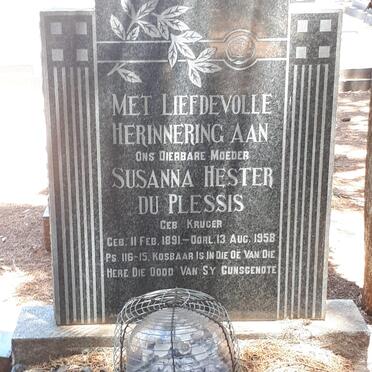 MET LIEFDEVOLLE
HERINNERING AAN
ONS DIERBARE MOEDER
SUSANNA HESTER
DU PLESSIS
GEB KRUGER
GEB. 11 FEB. 1891 – OORL. 13 AUG. 1958
PS. 116-15. KOSBAAR IS IN DIE OË VAN DIE
HERE DIE DOOD VAN SY GUNSGENOTE